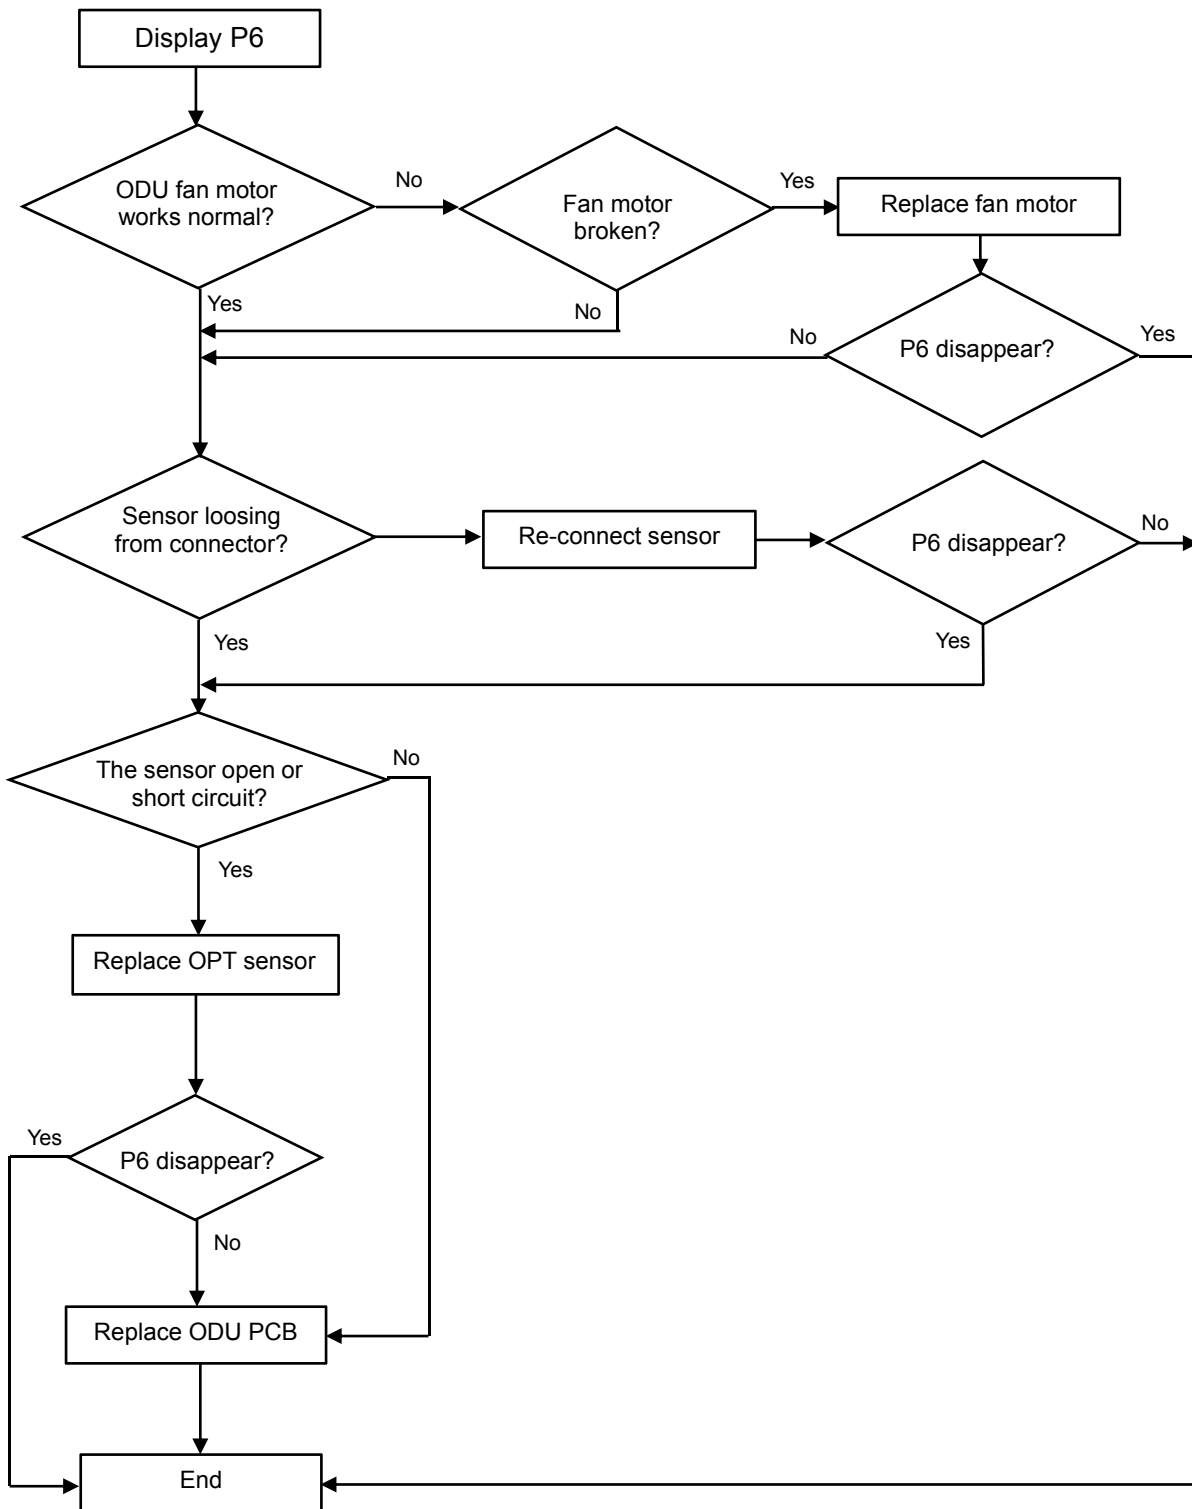 Display P6
ODU fan motor
works normal?
No
Fan motor
broken?
Yes
Replace fan motor
Yes
No
No
P6 disappear?
Yes
Sensor loosing
from connector?
Re-connect sensor
P6 disappear?
No
Yes
Yes
The sensor open or
short circuit?
No
Yes
Replace OPT sensor
Yes
P6 disappear?
No
Replace ODU PCB
End